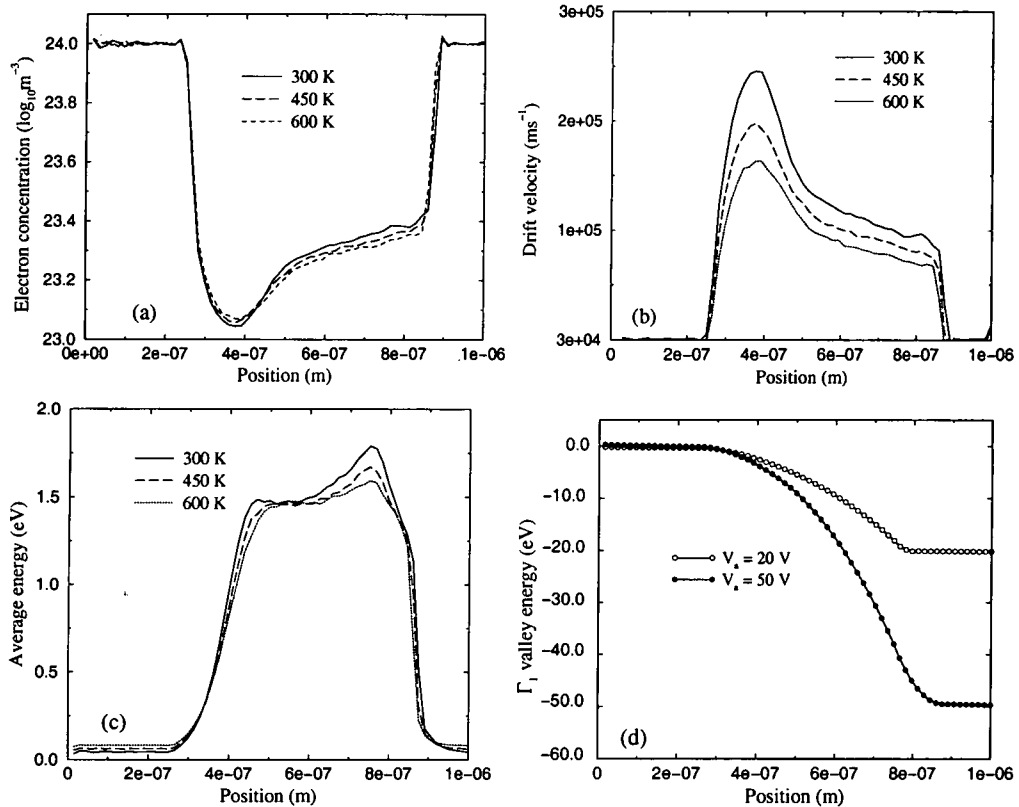 24.0
23.8
23.6
23.4
23.2
23.0
Electron concentration (log10m−3)
300 K
450 K
600 K
(a)
0e+00
2e-07
4e-07
6e-07
8e-07
1e-06
Position (m)
3e+05
2e+05
1e+05
3e+04
Drift velocity (ms−1)
300 K
450 K
600 K
(b)
0
2e-07
4e-07
6e-07
8e-07
1e-06
Position (m)
2.0
1.5
1.0
0.5
0.0
Average energy (eV)
300 K
450 K
600 K
(c)
0
2e-07
4e-07
6e-07
8e-07
1e-06
Position (m)
0.0
−10.0
−20.0
−30.0
−40.0
−50.0
−60.0
Γ1 valley energy (eV)
Va = 20 V
Va = 50 V
(d)
0
2e-07
4e-07
6e-07
8e-07
1e-06
Position (m)